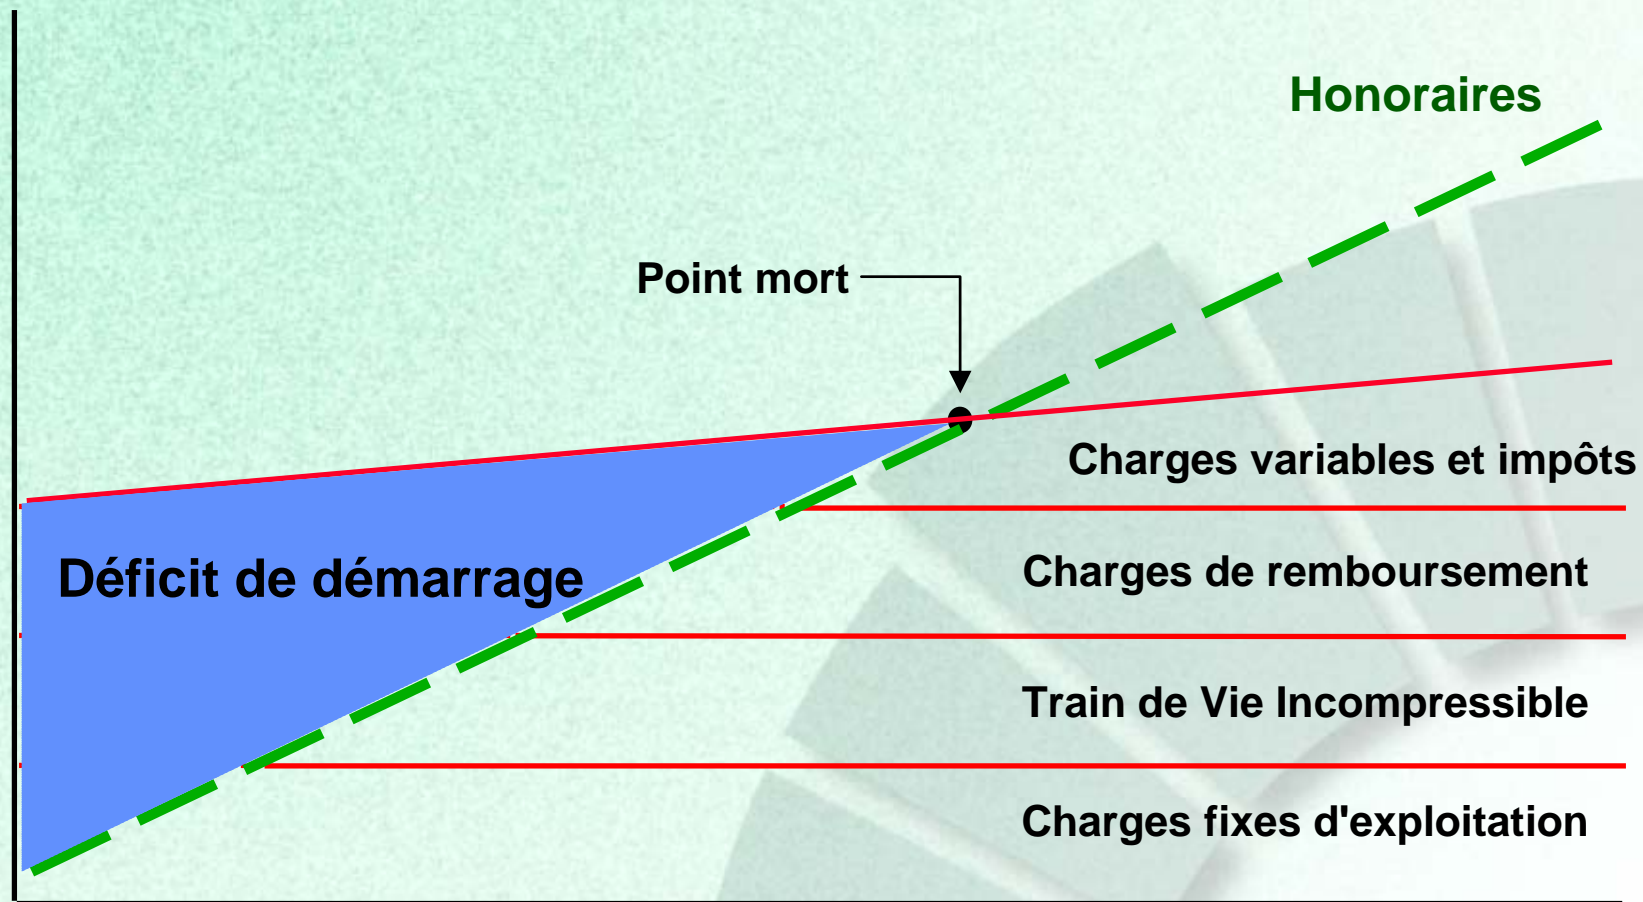 Honoraires
Point mort
Charges variables et impôts
Déficit de démarrage
Charges de remboursement
Train de Vie Incompressible
Charges fixes d'exploitation